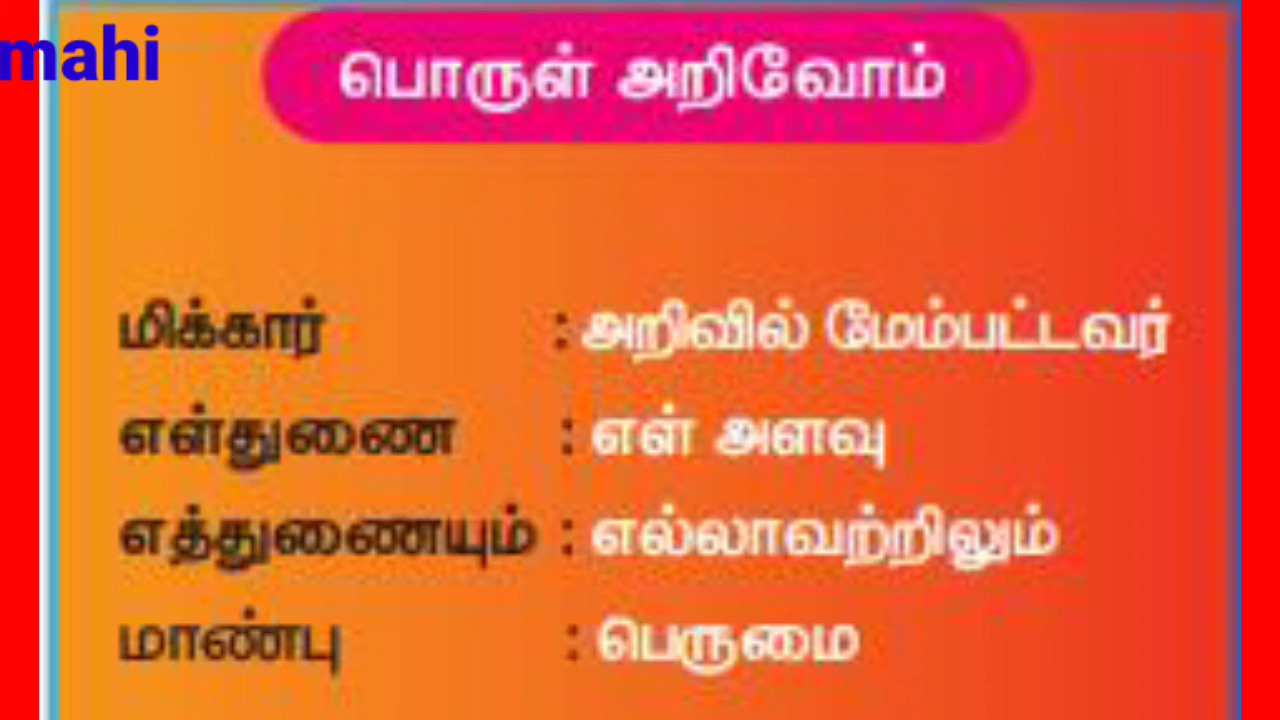 mahi
பொருள் அறிவோம்
மிக்கார் : அறிவில் மேம்பட்டவர்
எள்துணை : எள் அளவு
எத்துணையும் : எல்லாவற்றிலும்
மாண்பு : பெருமை